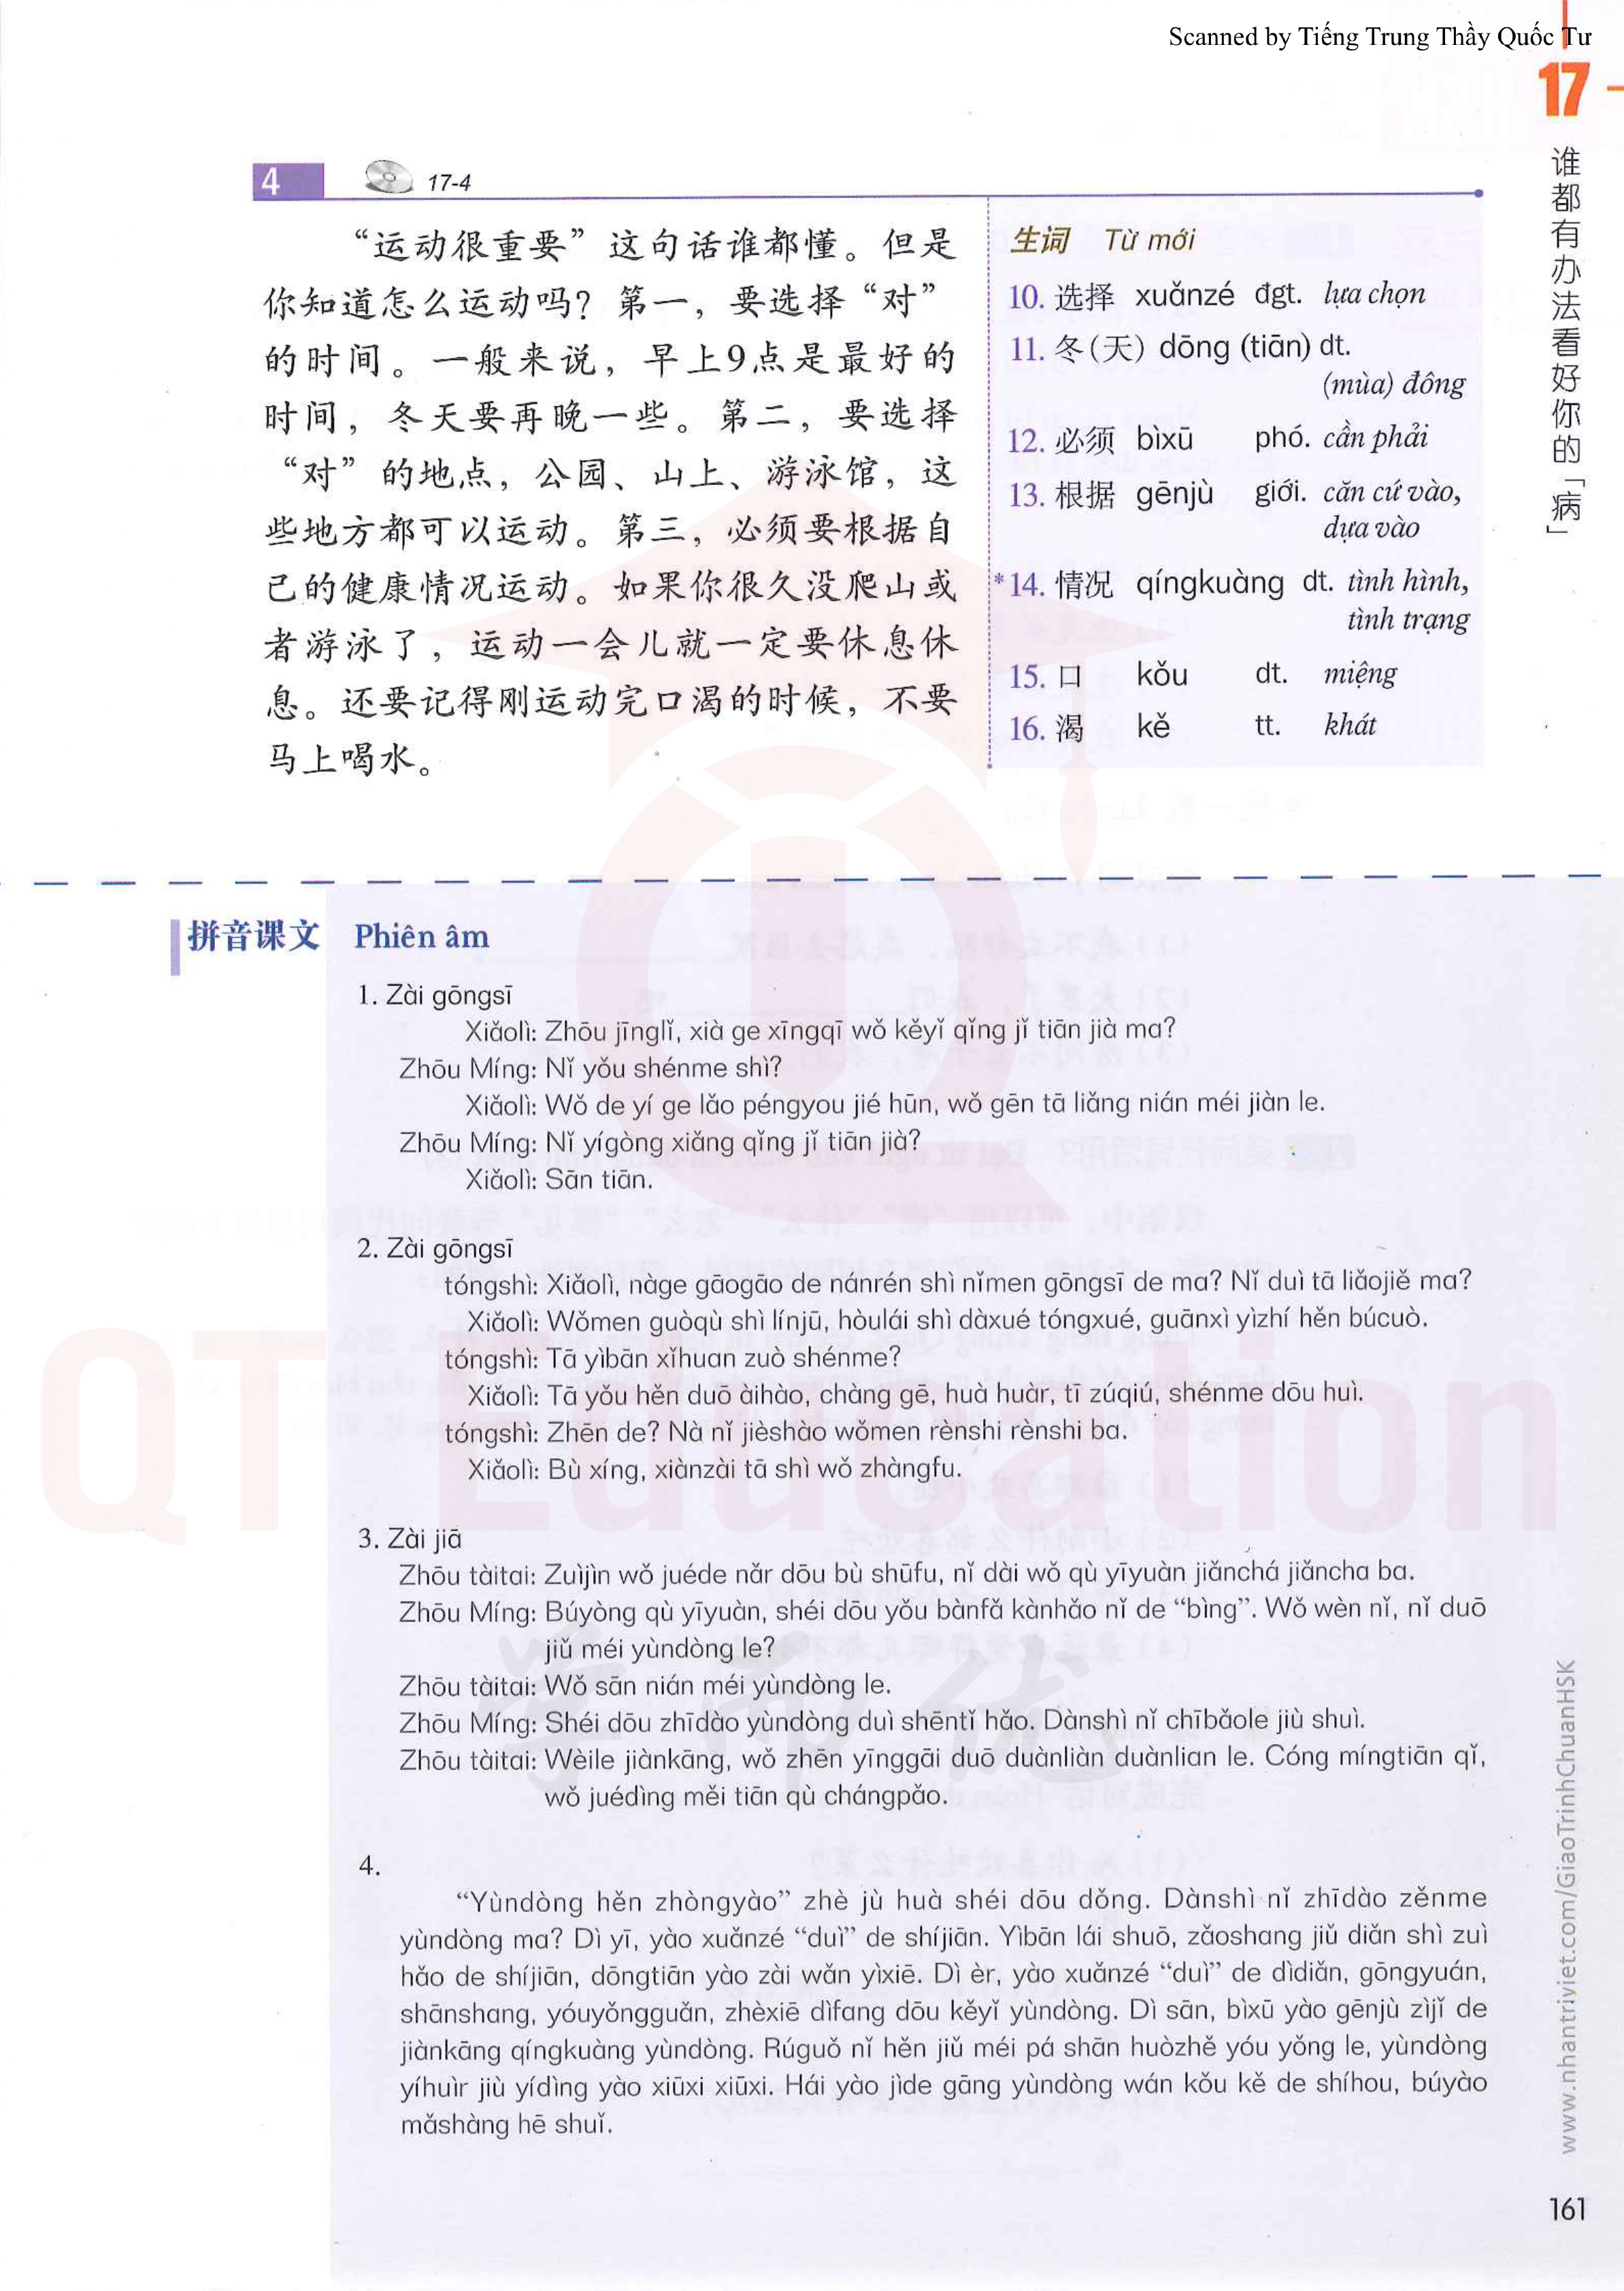 Scanned by Tiếng Trung Thầy Quốc Tư
17
谁都有办法看好你的「病」
4
17-4
“运动很重要”这句话谁都懂。但是
你知道怎么运动吗？第一，要选择“对”
的时间。一般来说，早上9点是最好的
时间，冬天要再晚一些。第二，要选择
“对”的地点，公园、山上、游泳馆，这
些地方都可以运动。第三，必须要根据自
己的健康情况运动。如果你很久没爬山或
者游泳了，运动一会儿就一定要休息休
息。还要记得刚运动完口渴的时候，不要
马上喝水。
生词 Từ mới
10. 选择 xuǎnzé đgt. lựa chọn
11. 冬(天) dōng (tiān) dt.
(mùa) đông
12. 必须 bìxū phó. cần phải
13. 根据 gēnjù giới. căn cứ vào,
dựa vào
*14. 情况 qíngkuàng dt. tình hình,
tình trạng
15. 口 kǒu dt. miệng
16. 渴 kě tt. khát
拼音课文 Phiên âm
1. Zài gōngsī
Xiǎolì: Zhōu jīnglǐ, xià ge xīngqī wǒ kěyǐ qǐng jǐ tiān jià ma?
Zhōu Míng: Nǐ yǒu shénme shì?
Xiǎolì: Wǒ de yí ge lǎo péngyou jié hūn, wǒ gēn tā liǎng nián méi jiàn le.
Zhōu Míng: Nǐ yígòng xiǎng qǐng jǐ tiān jià?
Xiǎolì: Sān tiān.
2. Zài gōngsī
tóngshì: Xiǎolì, nàge gāogāo de nánrén shì nǐmen gōngsī de ma? Nǐ duì tā liǎojiě ma?
Xiǎolì: Wǒmen guòqù shì línjū, hòulái shì dàxué tóngxué, guānxì yìzhí hěn búcuò.
tóngshì: Tā yìbān xǐhuan zuò shénme?
Xiǎolì: Tā yǒu hěn duō àihào, chàng gē, huà huàr, tī zúqiú, shénme dōu huì.
tóngshì: Zhēn de? Nà nǐ jièshào wǒmen rènshi rènshi ba.
Xiǎolì: Bù xíng, xiànzài tā shì wǒ zhàngfu.
3. Zài jiā
Zhōu tàitai: Zuìjìn wǒ juéde nǎr dōu bù shūfu, nǐ dài wǒ qù yīyuàn jiǎnchá jiǎncha ba.
Zhōu Míng: Búyòng qù yīyuàn, shéi dōu yǒu bànfǎ kànhǎo nǐ de “bìng”. Wǒ wèn nǐ, nǐ duō
jiǔ méi yùndòng le?
Zhōu tàitai: Wǒ sān nián méi yùndòng le.
Zhōu Míng: Shéi dōu zhīdào yùndòng duì shēntǐ hǎo. Dànshì nǐ chībǎole jiù shuì.
Zhōu tàitai: Wèile jiànkāng, wǒ zhēn yīnggāi duō duànliàn duànlian le. Cóng míngtiān qǐ,
wǒ juédìng měi tiān qù chángpǎo.
4.
“Yùndòng hěn zhòngyào” zhè jù huà shéi dōu dǒng. Dànshì nǐ zhīdào zěnme
yùndòng ma? Dì yī, yào xuǎnzé “duì” de shíjiān. Yìbān lái shuō, zǎoshang jiǔ diǎn shì zuì
hǎo de shíjiān, dōngtiān yào zài wǎn yìxiē. Dì èr, yào xuǎnzé “duì” de dìdiǎn, gōngyuán,
shānshang, yóuyǒngguǎn, zhèxiē dìfang dōu kěyǐ yùndòng. Dì sān, bìxū yào gēnjù zìjǐ de
jiànkāng qíngkuàng yùndòng. Rúguǒ nǐ hěn jiǔ méi pá shān huòzhě yóu yǒng le, yùndòng
yíhuìr jiù yídìng yào xiūxi xiūxi. Hái yào jìde gāng yùndòng wán kǒu kě de shíhou, búyào
mǎshàng hē shuǐ.
QT Education
www.nhantriviet.com/GiaoTrinhChuanHSK
161